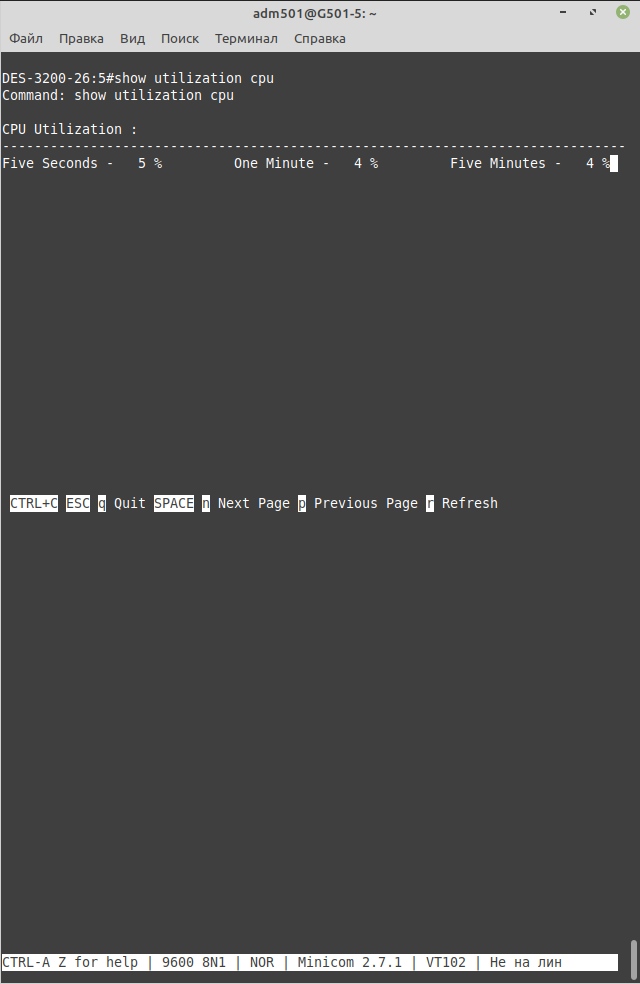 adm501@G501-5: ~
Файл Правка Вид Поиск Терминал Справка
DES-3200-26:5#show utilization cpu
Command: show utilization cpu
CPU Utilization :
------------------------------------------------------------------------------
Five Seconds -   5 %         One Minute -   4 %         Five Minutes -   4 %
CTRL+C ESC q Quit SPACE n Next Page p Previous Page r Refresh
CTRL-A Z for help | 9600 8N1 | NOR | Minicom 2.7.1 | VT102 | Не на лин